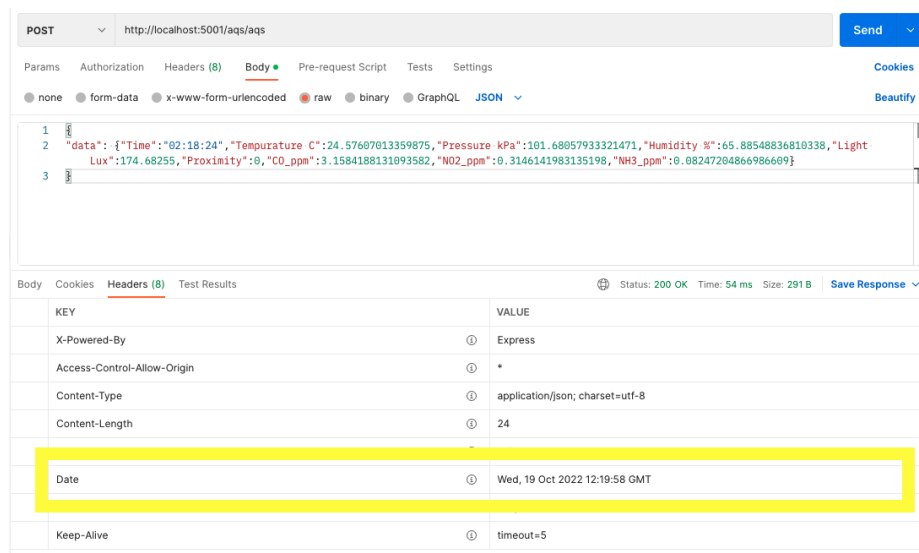 POST http://localhost:5001/aqs/aqs Send
Params Authorization Headers (8) Body Pre-request Script Tests Settings Cookies
none form-data x-www-form-urlencoded raw binary GraphQL JSON Beautify
1 {
2 "data": {"Time":"02:18:24","Tempurature C":24.57607013359875,"Pressure kPa":101.68057933321471,"Humidity %":65.88548836810338,"Light
Lux":174.68255,"Proximity":0,"CO_ppm":3.1584188131093582,"NO2_ppm":0.3146141983135198,"NH3_ppm":0.08247204866986609}
3 }
Body Cookies Headers (8) Test Results Status: 200 OK Time: 54 ms Size: 291 B Save Response
KEY VALUE
X-Powered-By Express
Access-Control-Allow-Origin *
Content-Type application/json; charset=utf-8
Content-Length 24
Date Wed, 19 Oct 2022 12:19:58 GMT
Keep-Alive timeout=5